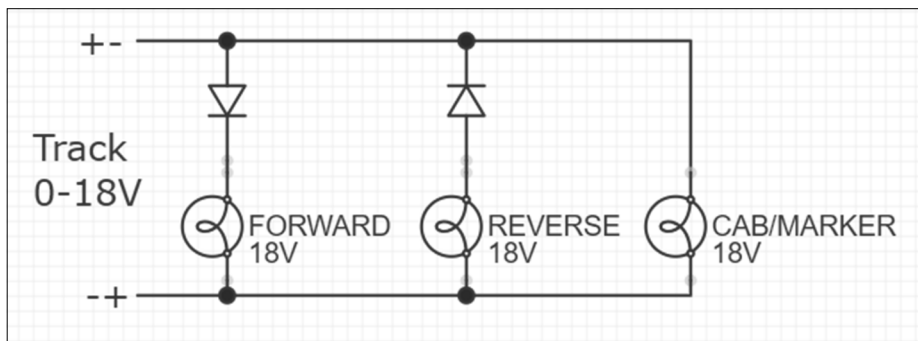 +-
Track
0-18V
-+
FORWARD
18V
REVERSE
18V
CAB/MARKER
18V